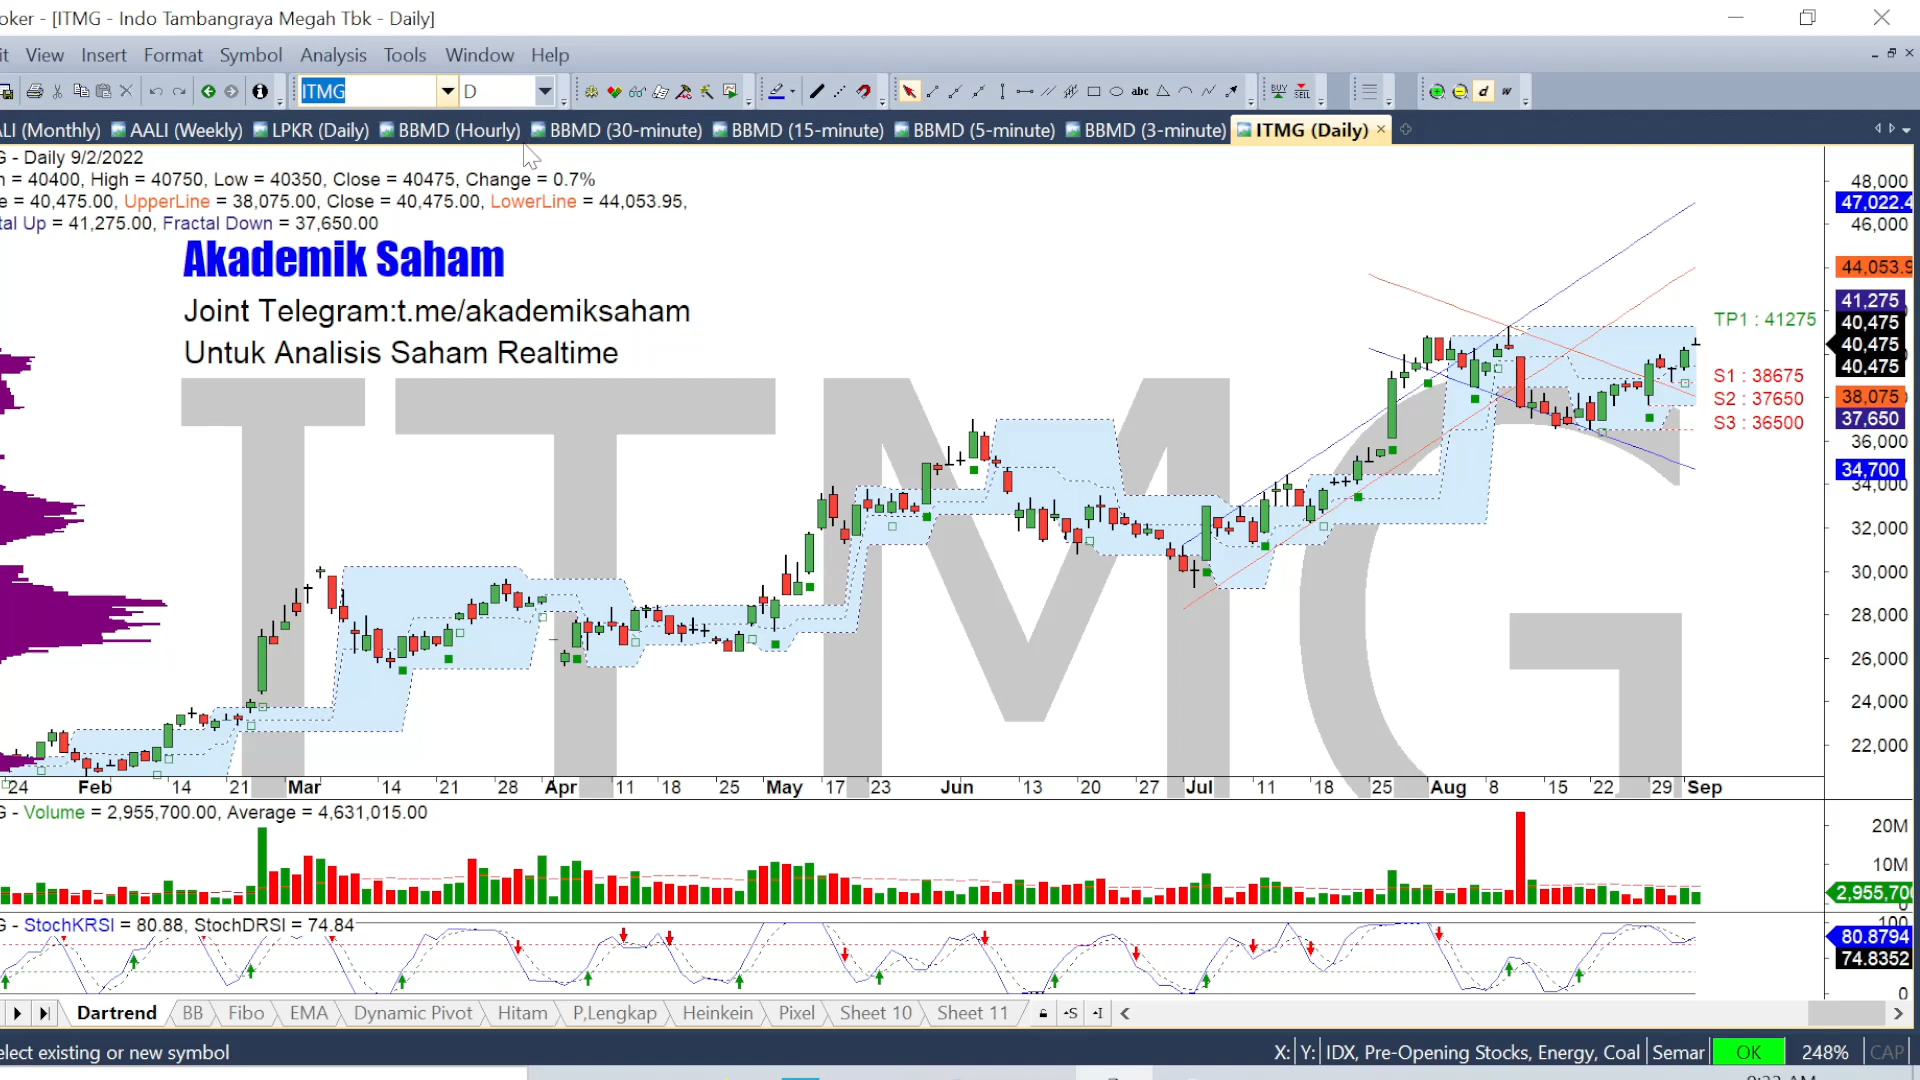 oker - [ITMG - Indo Tambangraya Megah Tbk - Daily]
it View Insert Format Symbol Analysis Tools Window Help
ITMG D abc BUY SELL d w
ALI (Monthly) AALI (Weekly) LPKR (Daily) BBMD (Hourly) BBMD (30-minute) BBMD (15-minute) BBMD (5-minute) BBMD (3-minute) ITMG (Daily)
G - Daily 9/2/2022
n = 40400, High = 40750, Low = 40350, Close = 40475, Change = 0.7%
e = 40,475.00, UpperLine = 38,075.00, Close = 40,475.00, LowerLine = 44,053.95,
tal Up = 41,275.00, Fractal Down = 37,650.00
Akademik Saham
Joint Telegram:t.me/akademiksaham
Untuk Analisis Saham Realtime
ITMG
TP1 : 41275
S1 : 38675
S2 : 37650
S3 : 36500
48,000
47,022.4
46,000
44,053.9
41,275
40,475
40,475
40,475
38,075
37,650
36,000
34,700
34,000
32,000
30,000
28,000
26,000
24,000
22,000
24 Feb 14 21 Mar 14 21 28 Apr 11 18 25 May 17 23 Jun 13 20 27 Jul 11 18 25 Aug 8 15 22 29 Sep
G - Volume = 2,955,700.00, Average = 4,631,015.00
20M
10M
2,955,700
0
G - StochKRSI = 80.88, StochDRSI = 74.84
100
80.8794
74.8352
0
Dartrend BB Fibo EMA Dynamic Pivot Hitam P,Lengkap Heinkein Pixel Sheet 10 Sheet 11 S I
elect existing or new symbol X: Y: IDX, Pre-Opening Stocks, Energy, Coal Semar OK 248% CAP